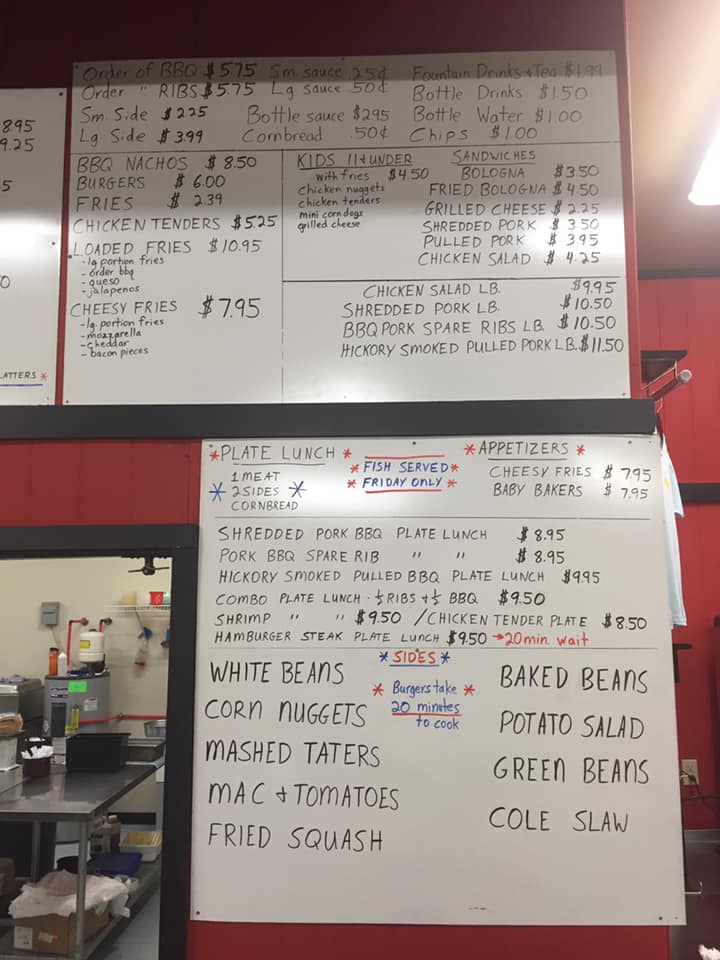 8.95
9.25
5
0
LATTERS *
Order of BBQ $5.75
Order " RIBS $5.75
Sm. Side $2.25
Lg. Side $3.99
Sm. sauce 25¢
Lg sauce 50¢
Bottle sauce $2.95
Cornbread .50¢
Fountain Drinks & Tea $1.99
Bottle Drinks $1.50
Bottle Water $1.00
Chips $1.00
BBQ NACHOS $8.50
BURGERS $6.00
FRIES $2.39
CHICKEN TENDERS $5.25
LOADED FRIES $10.95
-lg portion fries
-order bbq
-queso
-jalapenos
CHEESY FRIES $7.95
-lg. portion fries
-mozzarella
-cheddar
-bacon pieces
KIDS 11 & UNDER
with fries $4.50
chicken nuggets
chicken tenders
mini corndogs
grilled cheese
SANDWICHES
BOLOGNA $3.50
FRIED BOLOGNA $4.50
GRILLED CHEESE $2.25
SHREDDED PORK $3.50
PULLED PORK $3.95
CHICKEN SALAD $4.25
CHICKEN SALAD LB. $9.95
SHREDDED PORK LB. $10.50
BBQ PORK SPARE RIBS LB. $10.50
HICKORY SMOKED PULLED PORK LB. $11.50
*PLATE LUNCH *
1 MEAT
* 2 SIDES *
CORNBREAD
* FISH SERVED *
* FRIDAY ONLY *
* APPETIZERS *
CHEESY FRIES $7.95
BABY BAKERS $7.95
SHREDDED PORK BBQ PLATE LUNCH $8.95
PORK BBQ SPARE RIB " " $8.95
HICKORY SMOKED PULLED BBQ PLATE LUNCH $9.95
COMBO PLATE LUNCH - ½ RIBS + ½ BBQ $9.50
SHRIMP " " $9.50 / CHICKEN TENDER PLATE $8.50
HAMBURGER STEAK PLATE LUNCH $9.50 →20 min. wait
* SIDES *
* Burgers take *
20 minutes
to cook
WHITE BEANS
CORN NUGGETS
MASHED TATERS
MAC & TOMATOES
FRIED SQUASH
BAKED BEANS
POTATO SALAD
GREEN BEANS
COLE SLAW